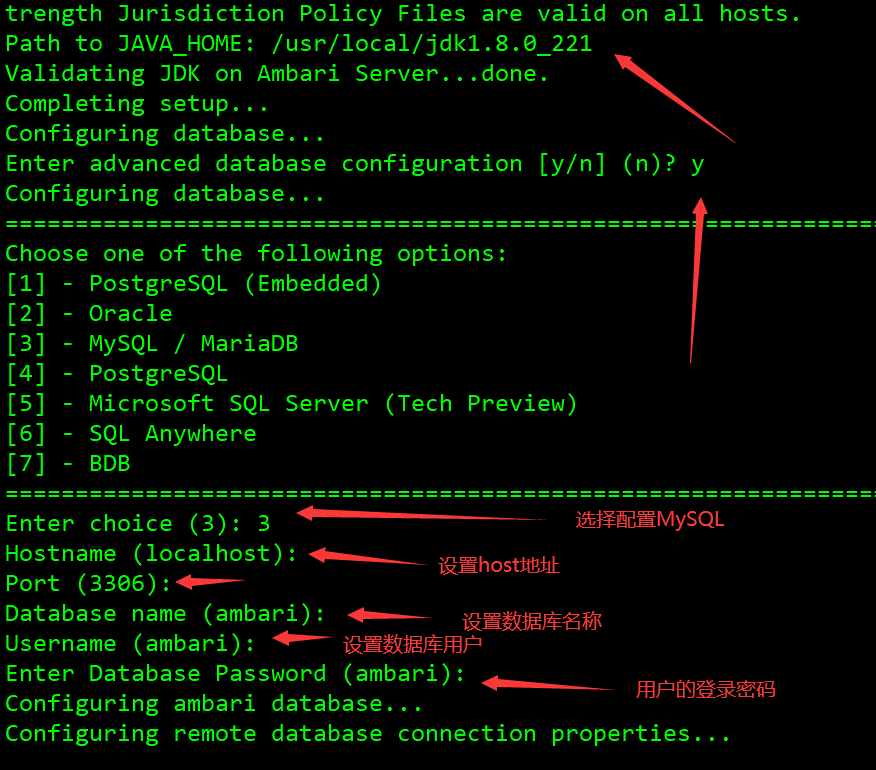 trength Jurisdiction Policy Files are valid on all hosts.
Path to JAVA_HOME: /usr/local/jdk1.8.0_221
Validating JDK on Ambari Server...done.
Completing setup...
Configuring database...
Enter advanced database configuration [y/n] (n)? y
Configuring database...
==============================================================
Choose one of the following options:
[1] - PostgreSQL (Embedded)
[2] - Oracle
[3] - MySQL / MariaDB
[4] - PostgreSQL
[5] - Microsoft SQL Server (Tech Preview)
[6] - SQL Anywhere
[7] - BDB
==============================================================
Enter choice (3): 3 选择配置MySQL
Hostname (localhost): 设置host地址
Port (3306):
Database name (ambari): 设置数据库名称
Username (ambari): 设置数据库用户
Enter Database Password (ambari): 用户的登录密码
Configuring ambari database...
Configuring remote database connection properties...